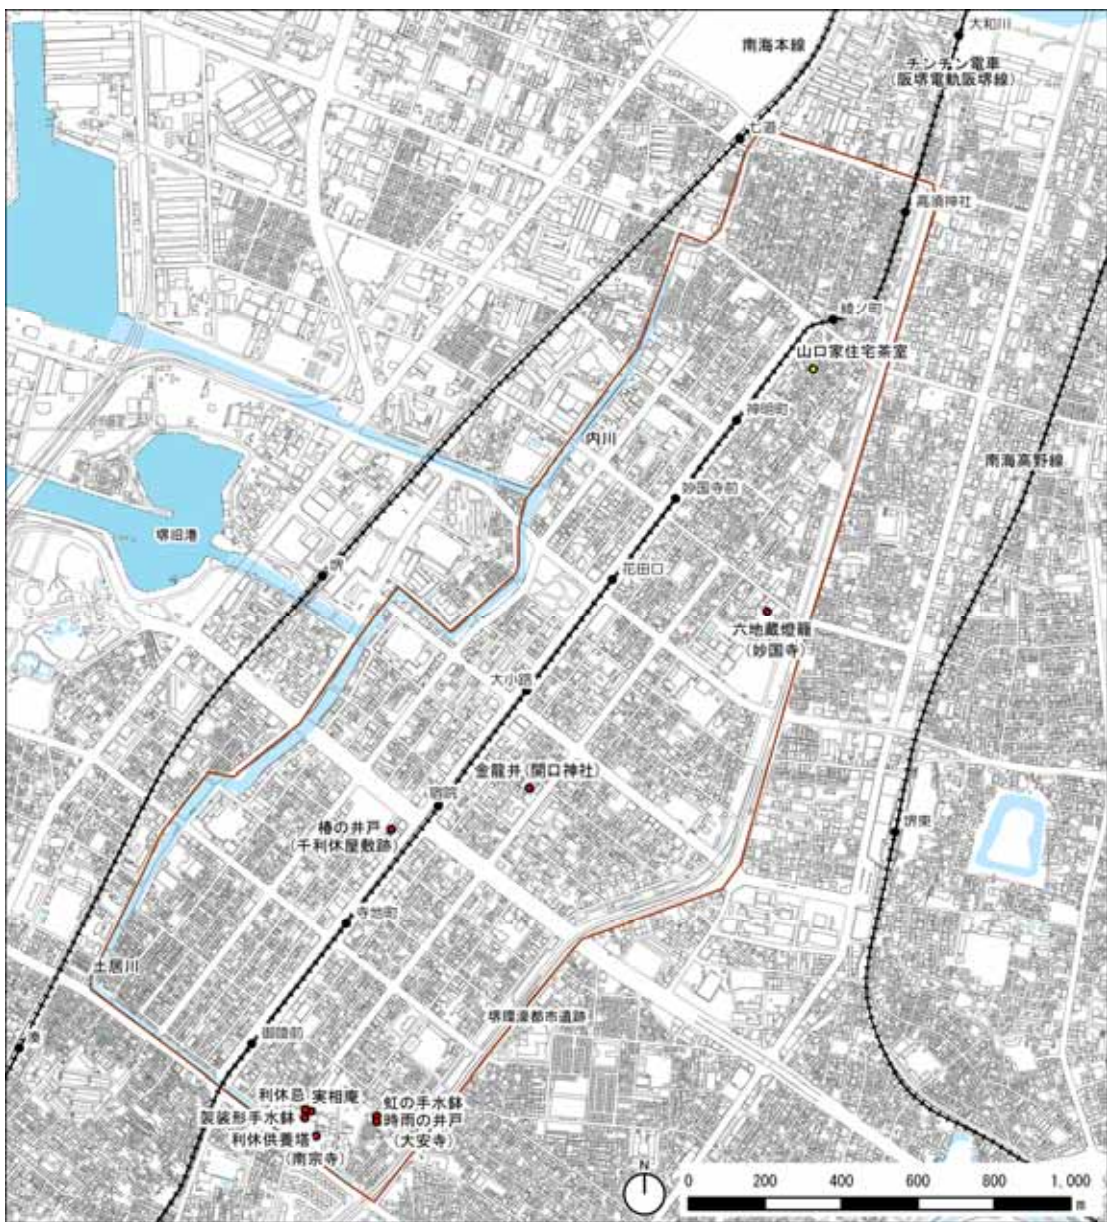 大和川
南海本線
チンチン電車
(阪堺電軌阪堺線)
七道
高須神社
綾ノ町
山口家住宅茶室
神明町
内川
南海高野線
妙国寺前
堺旧港
花田口
堺
六地蔵燈籠
(妙国寺)
大小路
金龍井(開口神社)
宿院
椿の井戸
(千利休屋敷跡)
堺東
寺地町
土居川
堺環濠都市遺跡
御陵前
湊
利休忌
実相庵
虹の手水鉢
袈裟形手水鉢
時雨の井戸
利休供養塔
(大安寺)
(南宗寺)
N
0 200 400 600 800 1,000
m